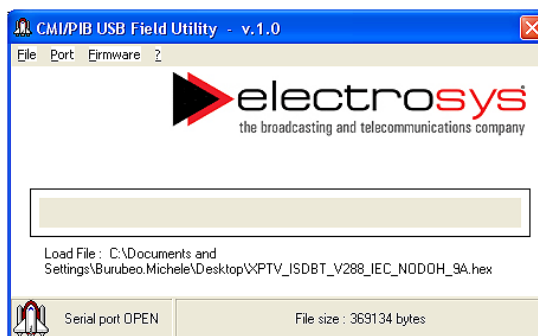 CMI/PIB USB Field Utility - v.1.0
File Port Firmware ?
electrosys
the broadcasting and telecommunications company
Load File : C:\Documents and
Settings\Burubeo.Michele\Desktop\XPTV_ISDBT_V288_IEC_NODOH_9A.hex
Serial port OPEN File size : 369134 bytes